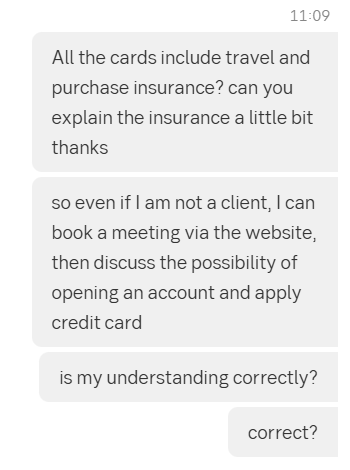 11:09
All the cards include travel and
purchase insurance? can you
explain the insurance a little bit
thanks
so even if I am not a client, I can
book a meeting via the website,
then discuss the possibility of
opening an account and apply
credit card
is my understanding correctly?
correct?